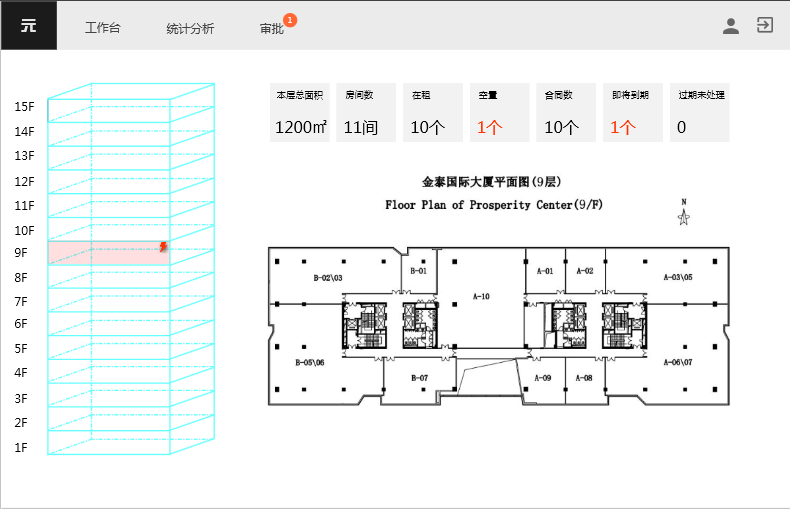 元
工作台
统计分析
审批
1
15F
14F
13F
12F
11F
10F
9F
8F
7F
6F
5F
4F
3F
2F
1F
本层总面积
1200㎡
房间数
11间
在租
10个
空置
1个
合同数
10个
即将到期
1个
过期未处理
0
金泰国际大厦平面图(9层)
Floor Plan of Prosperity Center(9/F)
N
B-02\03
B-01
A-10
A-01
A-02
A-03\05
B-05\06
B-07
A-09
A-08
A-06\07